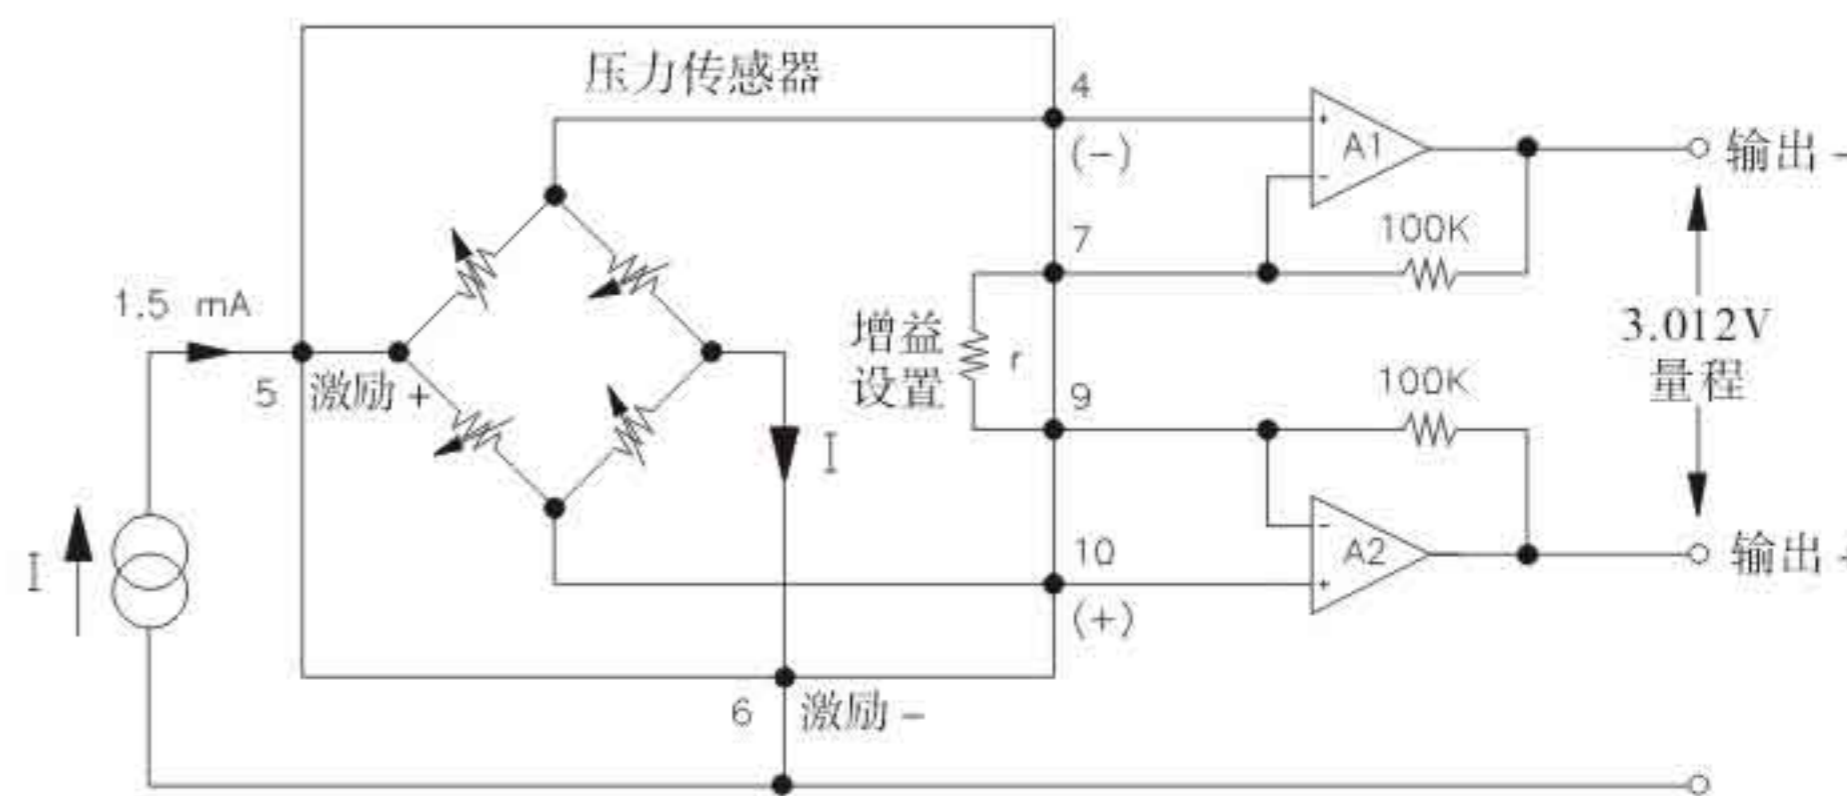 压力传感器
4
(-)
A1
输出 -
7
100K
1.5 mA
增益
设置
r
3.012V
量程
5
激励 +
9
100K
I
10
A2
输出 +
I
(+)
6
激励 -